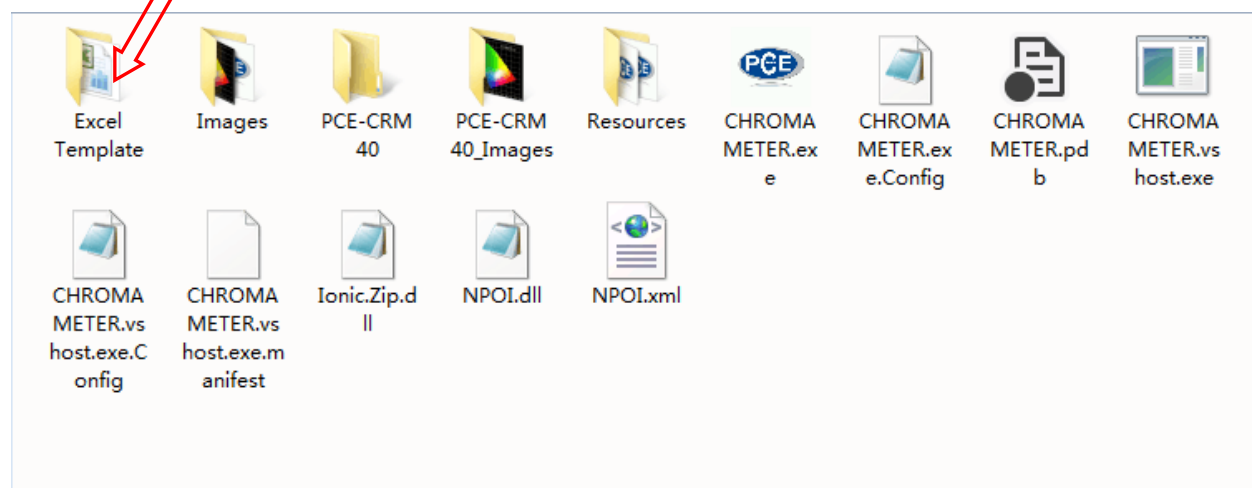 Excel
Template
Images
PCE-CRM
40
PCE-CRM
40_Images
Resources
PCE
CHROMA
METER.ex
e
CHROMA
METER.ex
e.Config
CHROMA
METER.pd
b
CHROMA
METER.vs
host.exe
CHROMA
METER.vs
host.exe.C
onfig
CHROMA
METER.vs
host.exe.m
anifest
Ionic.Zip.d
ll
NPOI.dll
NPOI.xml